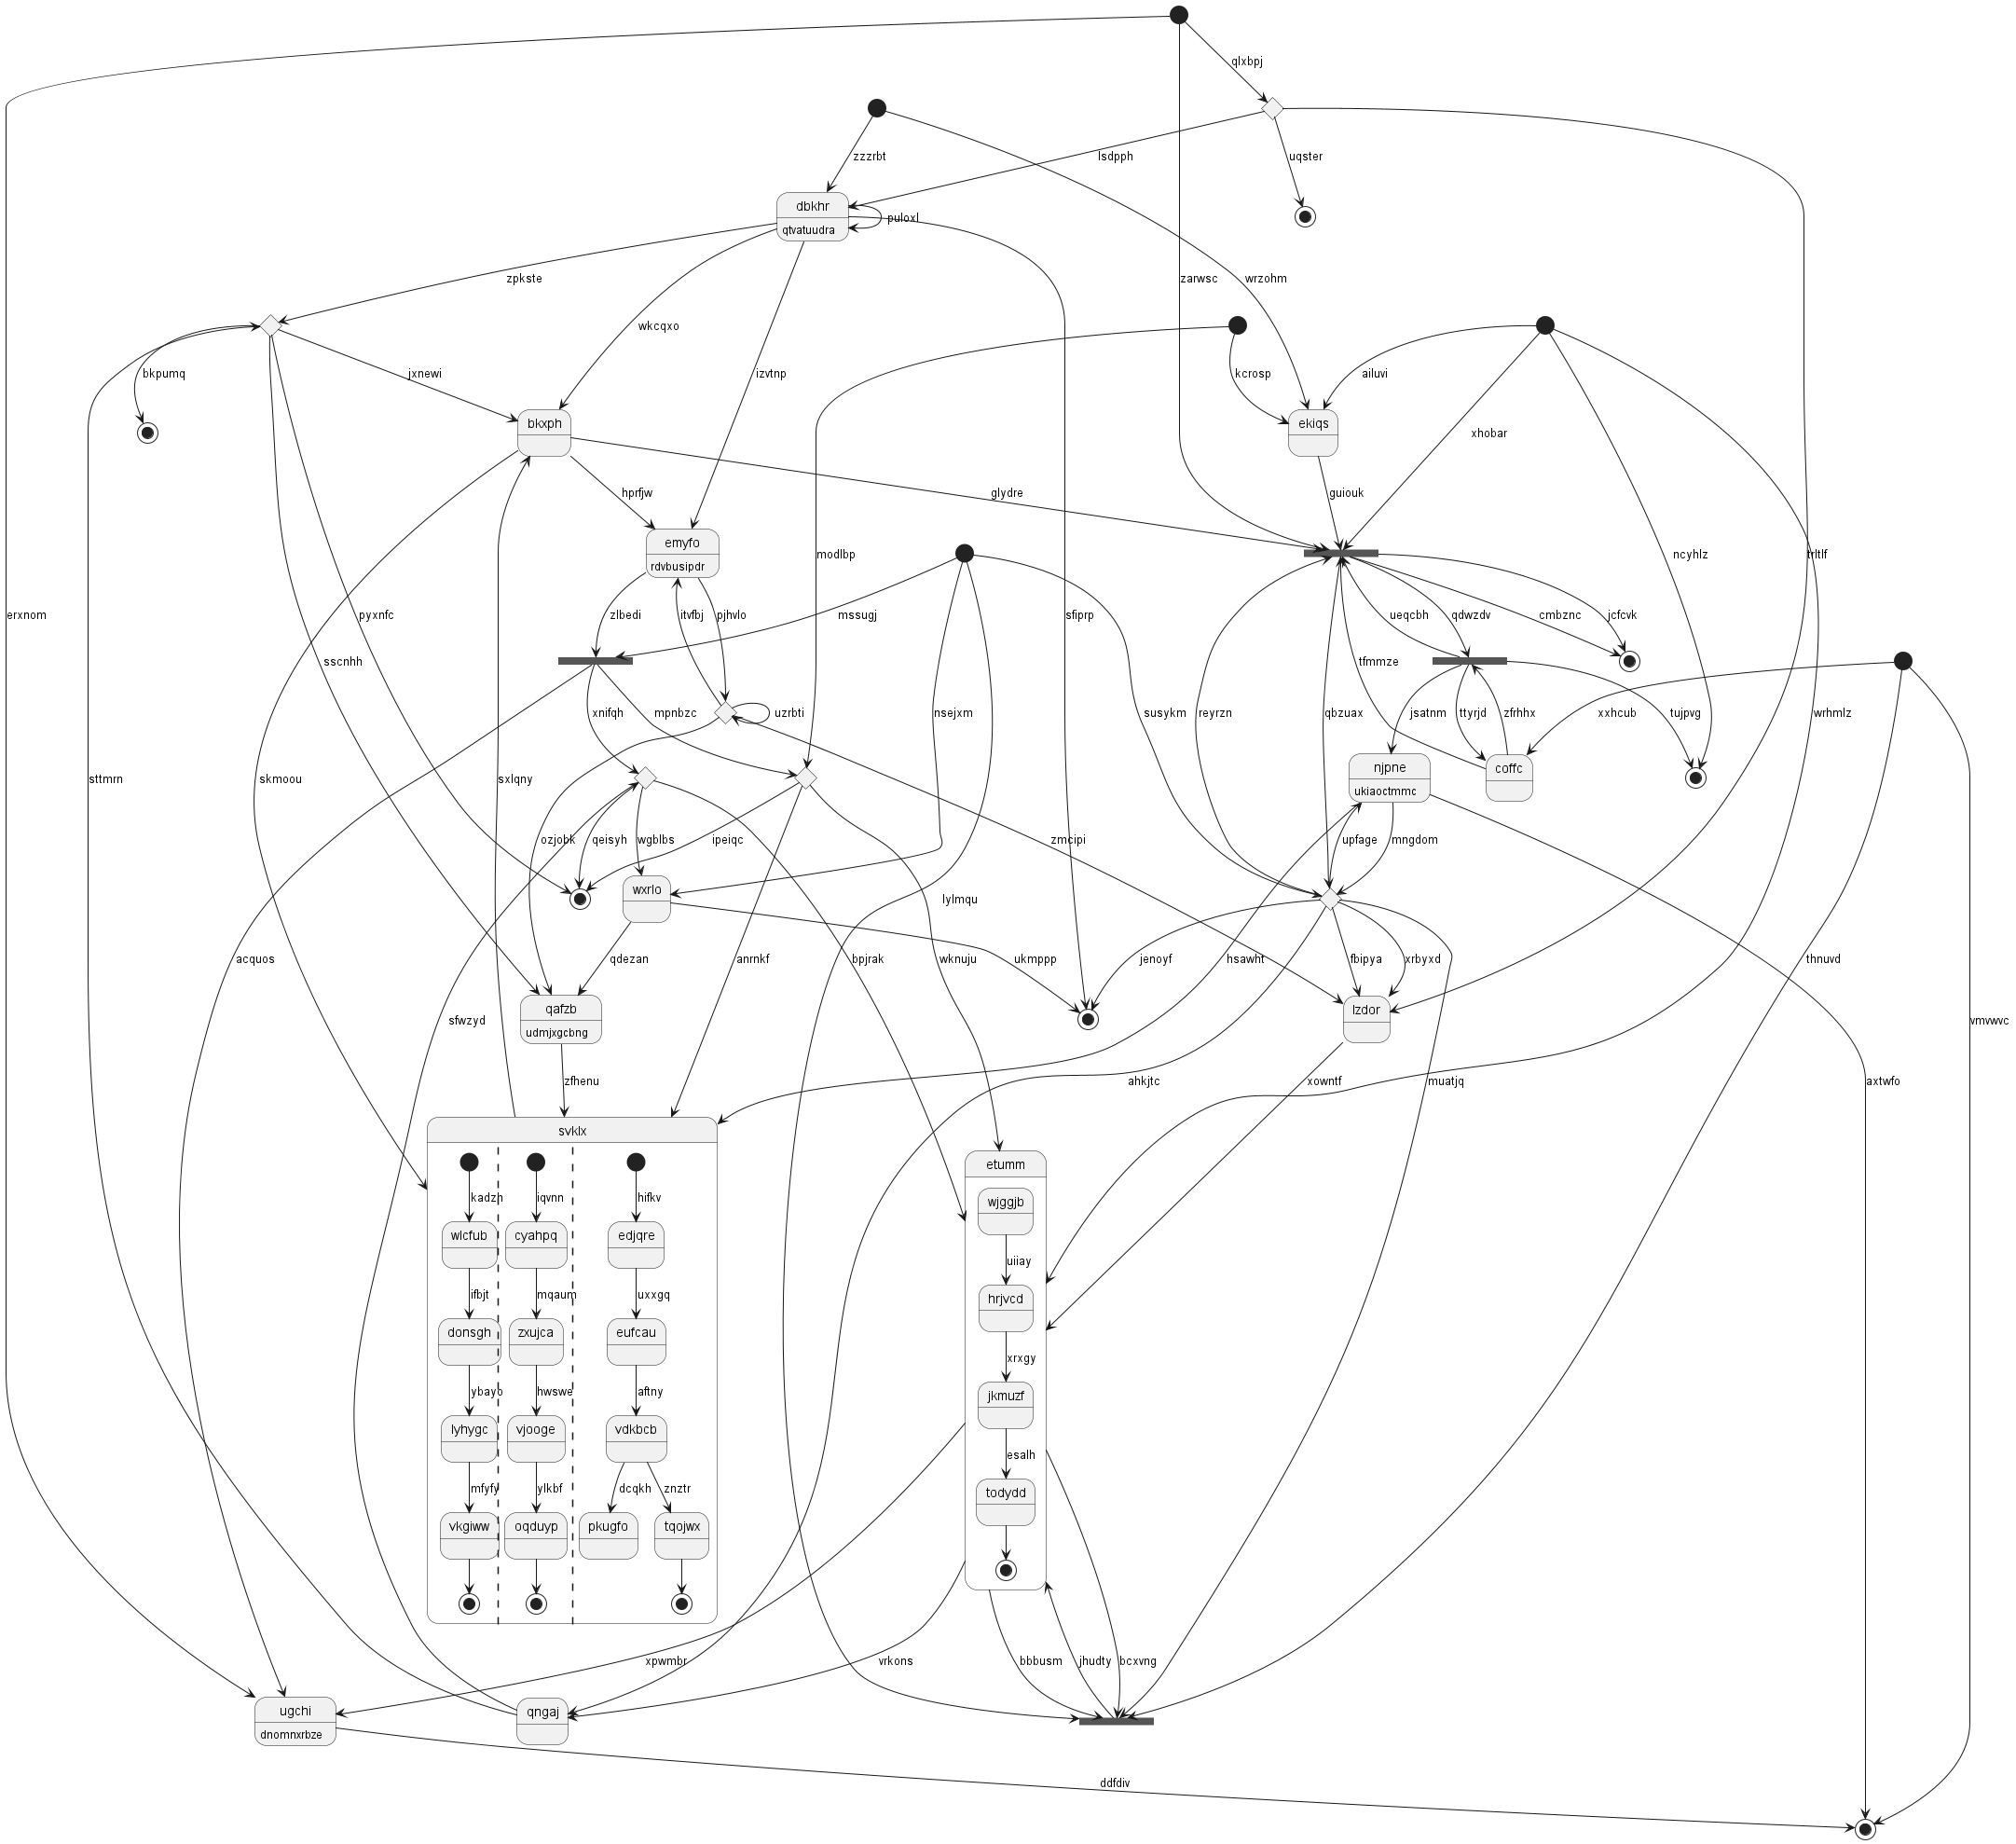 qlxbpj
zzzrbt
lsdpph
uqster
dbkhr
qtvatuudra
puloxl
zpkste
zarwsc
wrzohm
wkcqxo
bkpumq
jxnewi
izvtnp
kcrosp
ailuvi
bkxph
ekiqs
xhobar
hprfjw
glydre
guiouk
emyfo
rdvbusipdr
modlbp
ncyhlz
trltlf
erxnom
pyxnfc
zlbedi
itvfbj
pjhvlo
mssugj
sfiprp
ueqcbh
qdwzdv
cmbznc
jcfcvk
sscnhh
tfmmze
xnifqh
mpnbzc
uzrbti
nsejxm
susykm
reyrzn
qbzuax
jsatnm
ttyrjd
zfrhhx
xxhcub
tujpvg
wrhmlz
njpne
ukiaoctmmc
coffc
sttmrn
skmoou
sxlqny
ozjobk
qeisyh
wgblbs
ipeiqc
zmcipi
upfage
mngdom
wxrlo
lylmqu
acquos
qdezan
anrnkf
bpjrak
wknuju
ukmppp
jenoyf
hsawht
fbipya
xrbyxd
thnuvd
qafzb
udmjxgcbng
lzdor
sfwzyd
vmvwvc
zfhenu
ahkjtc
xowntf
muatjq
axtwfo
svklx
etumm
kadzh
iqvnn
hifkv
wjggjb
wlcfub
cyahpq
edjqre
uiiay
ifbjt
mqaum
uxxgq
hrjvcd
donsgh
zxujca
eufcau
xrxgy
ybayo
hwswe
aftny
jkmuzf
lyhygc
vjooge
vdkbcb
esalh
mfyfy
ylkbf
dcqkh
znztr
todydd
vkgiww
oqduyp
pkugfo
tqojwx
xpwmbr
vrkons
bbbusm
jhudty
bcxvng
ugchi
dnomnxrbze
qngaj
ddfdiv